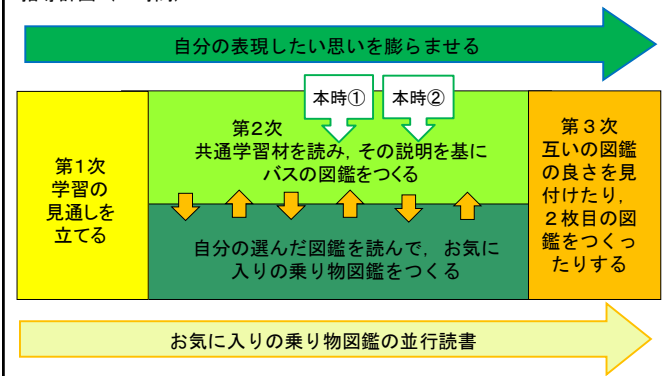 自分の表現したい思いを膨らませる
本時①
本時②
第1次
学習の
見通しを
立てる
第2次
共通学習材を読み，その説明を基に
バスの図鑑をつくる
自分の選んだ図鑑を読んで，お気に
入りの乗り物図鑑をつくる
第３次
互いの図鑑
の良さを見
付けたり，
２枚目の図
鑑をつくっ
たりする
お気に入りの乗り物図鑑の並行読書